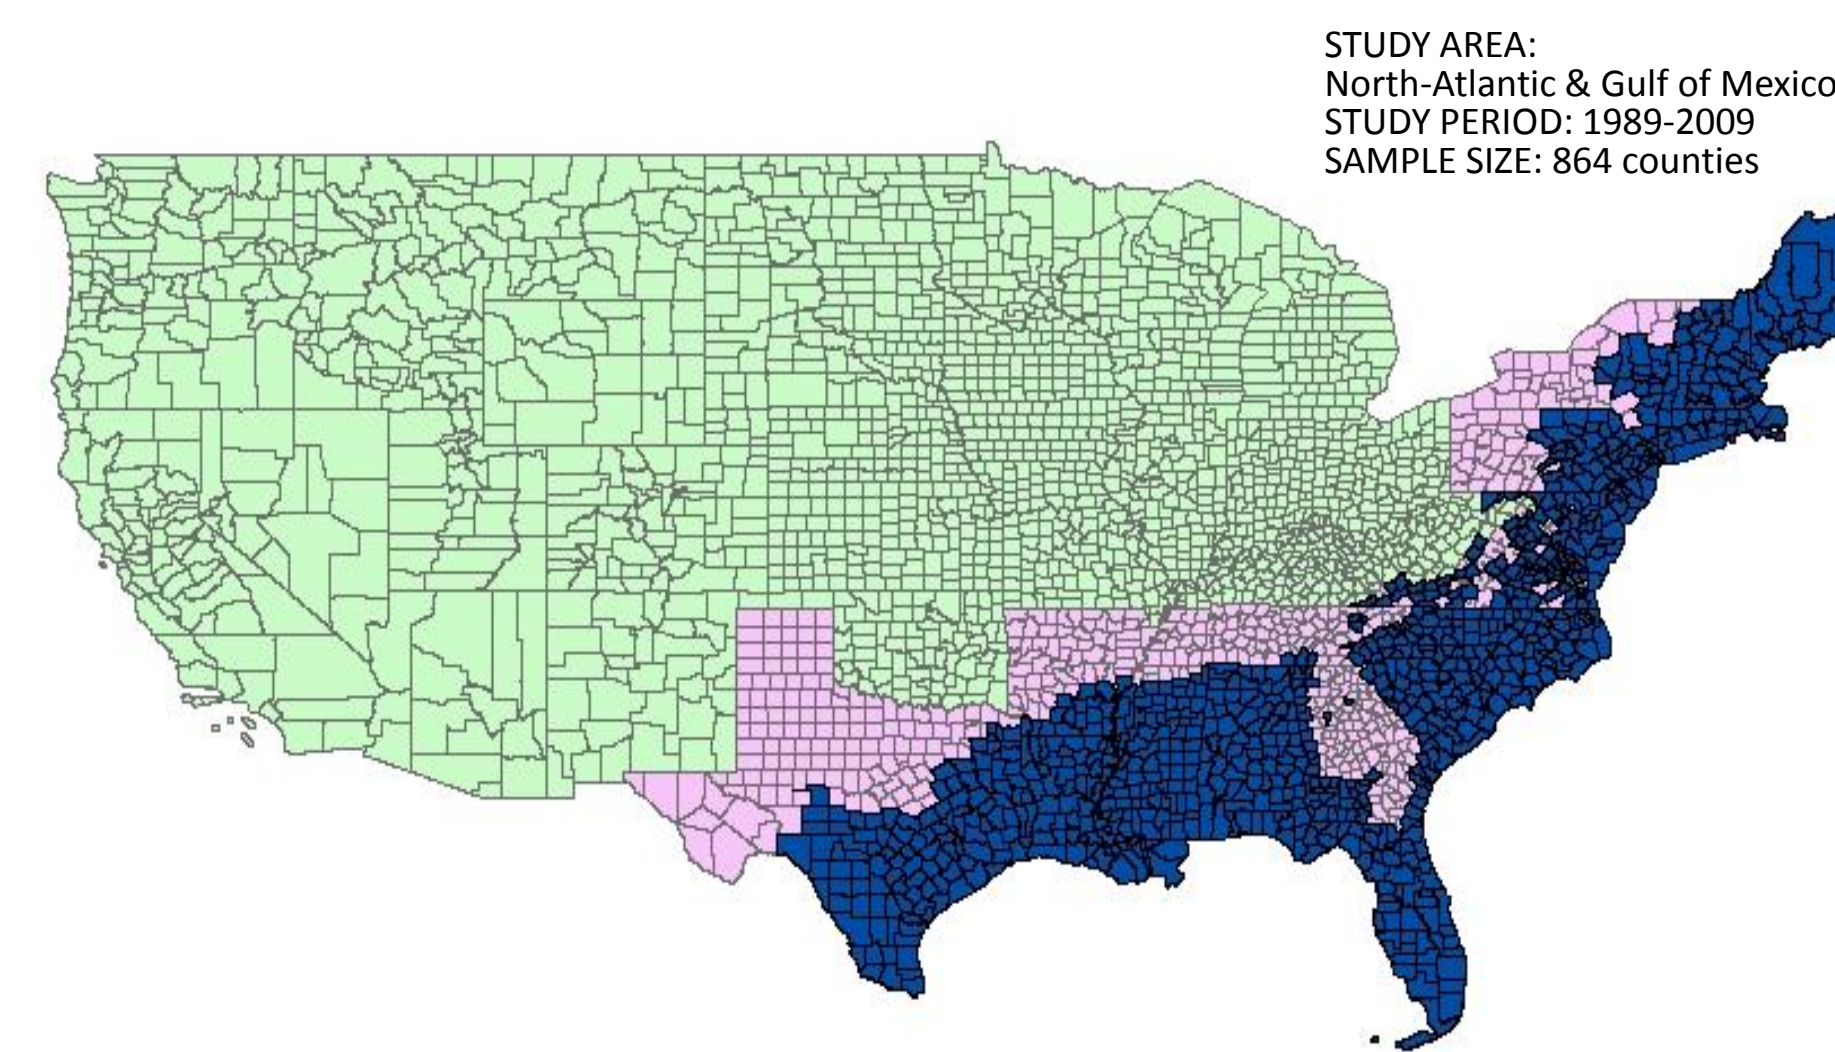 STUDY AREA:
North-Atlantic & Gulf of Mexico
STUDY PERIOD: 1989-2009
SAMPLE SIZE: 864 counties